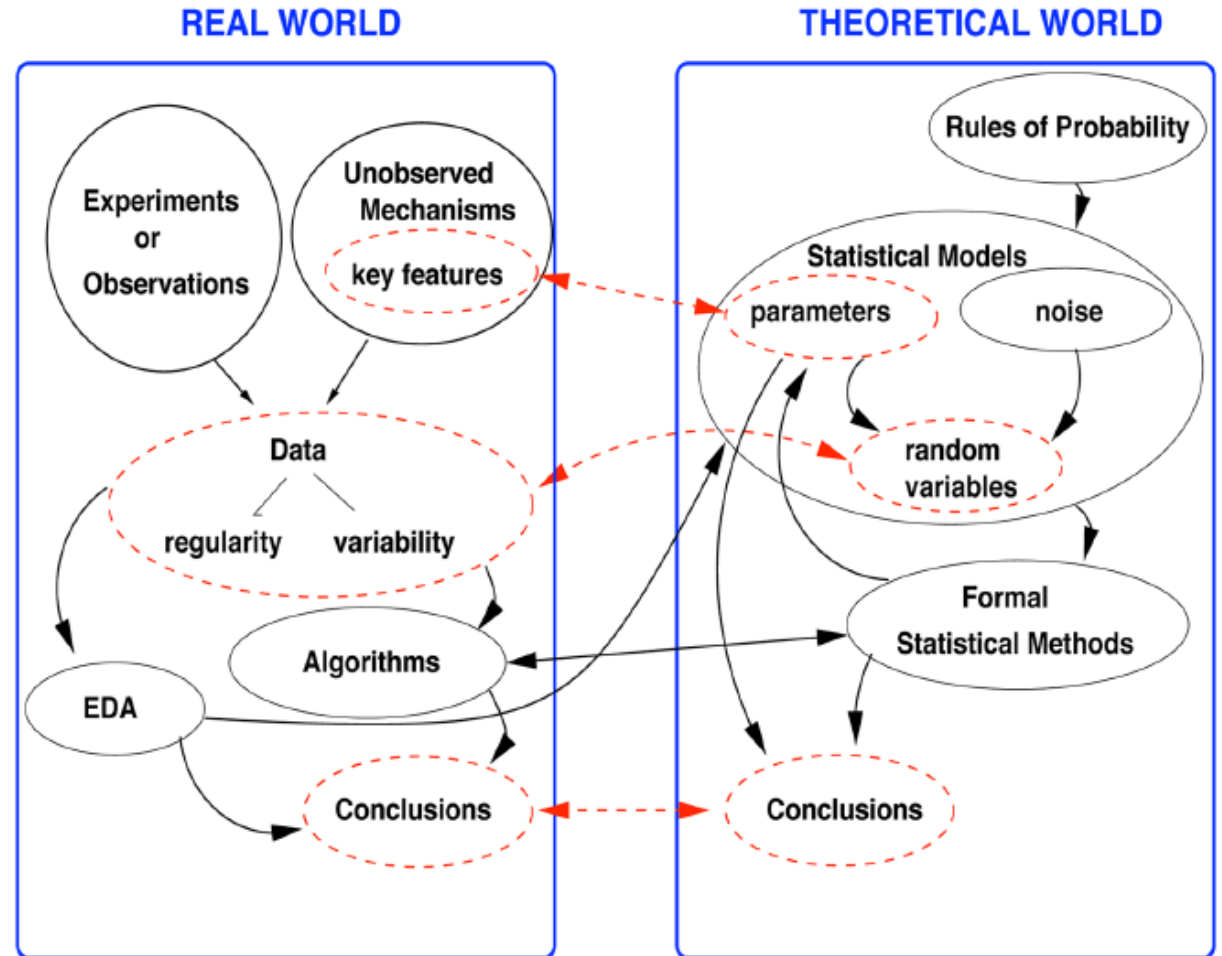 REAL WORLD
Experiments
or
Observations
Unobserved
Mechanisms
key features
Data
regularity
variability
Algorithms
EDA
Conclusions
THEORETICAL WORLD
Rules of Probability
Statistical Models
parameters
noise
random
variables
Formal
Statistical Methods
Conclusions